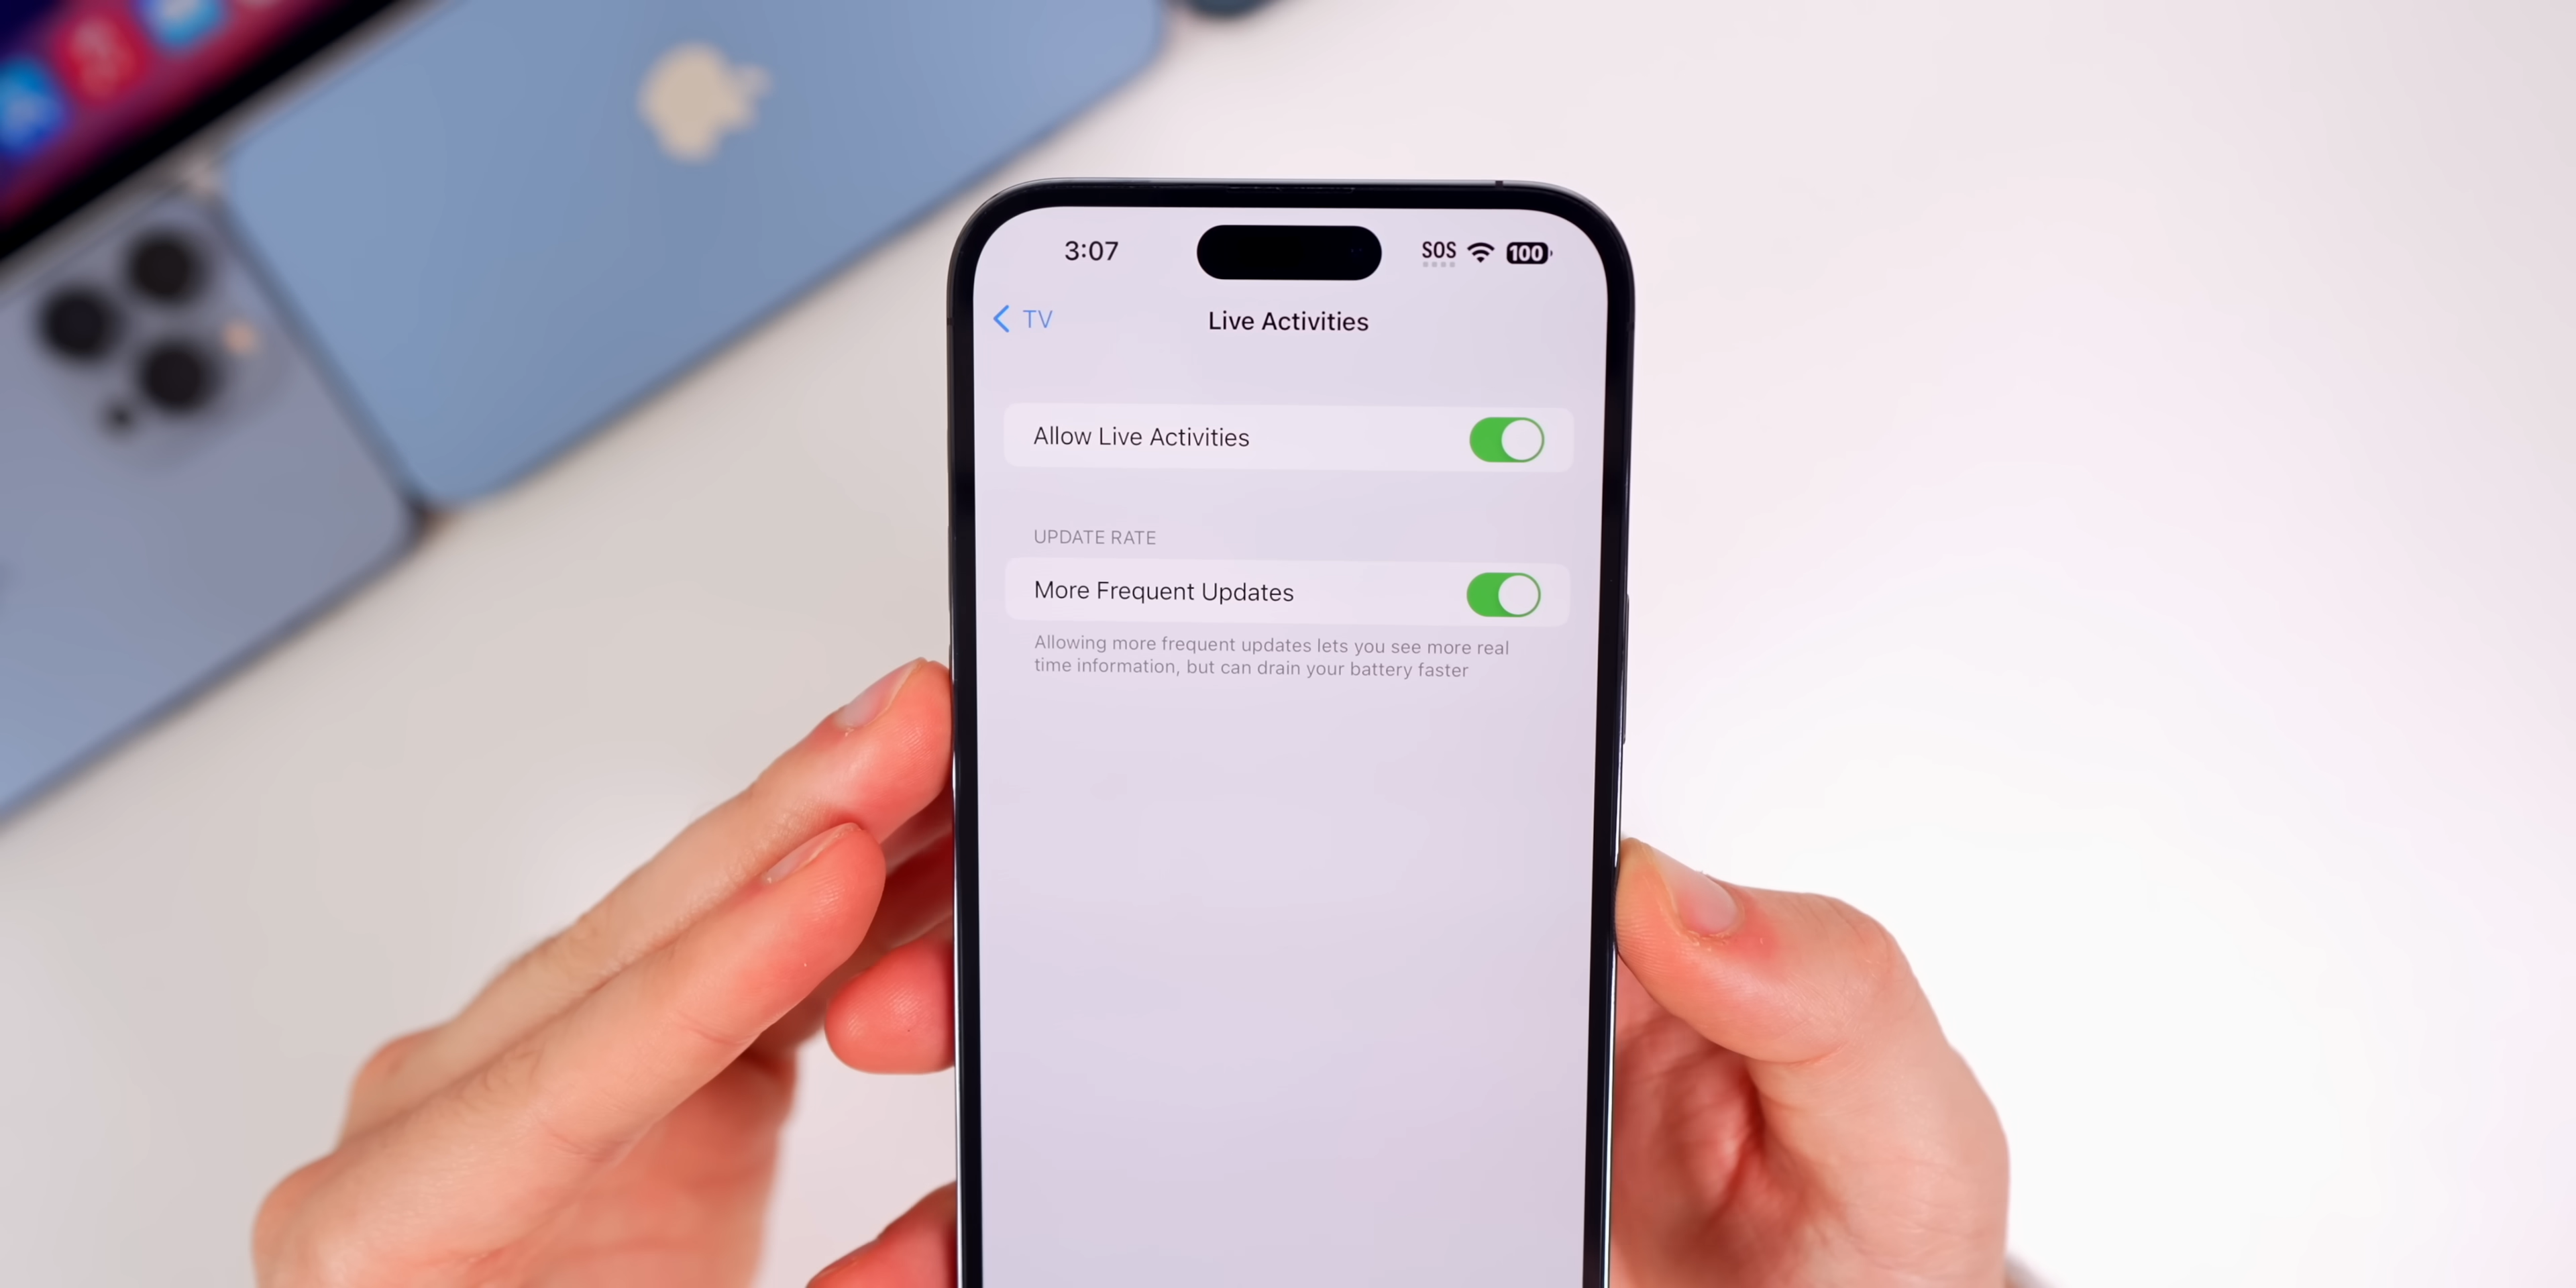 3:07
SOS
100
TV
Live Activities
Allow Live Activities
UPDATE RATE
More Frequent Updates
Allowing more frequent updates lets you see more real
time information, but can drain your battery faster